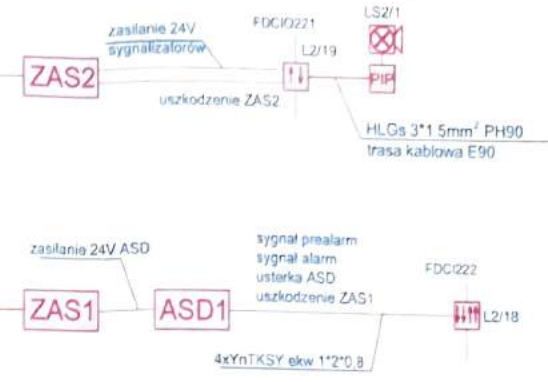 LS2/1
zasilanie 24V
FDCIO221
sygnalizatorów
L2/19
ZAS2
PIP
uszkodzenie ZAS2
HLGs 3*1.5mm² PH90
trasa kablowa E90
zasilanie 24V ASD
sygnał prealarm
sygnał alarm
usterka ASD
uszkodzenie ZAS1
FDCI222
ZAS1
ASD1
L2/18
4xYnTKSY ekw 1*2*0,8